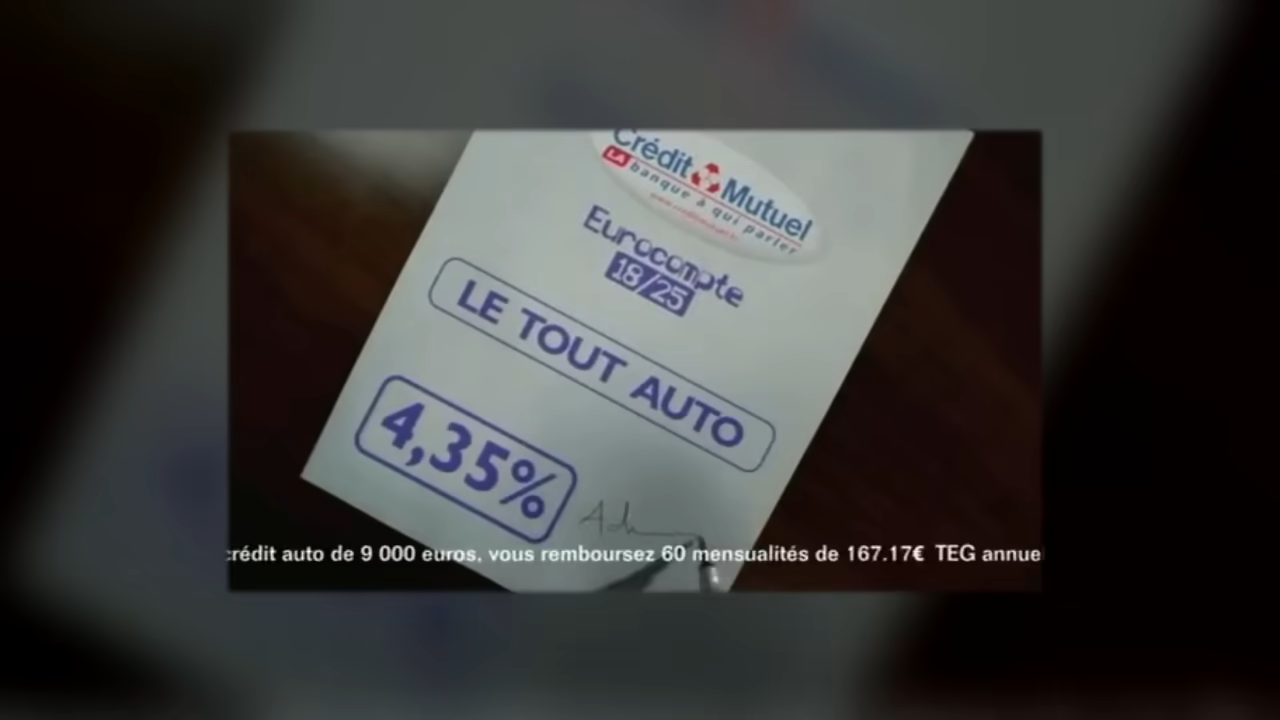 Crédit Mutuel
LA banque à qui parler
Eurocompte
18/25
LE TOUT AUTO
4,35%
crédit auto de 9 000 euros, vous remboursez 60 mensualités de 167.17€ TEG annuel